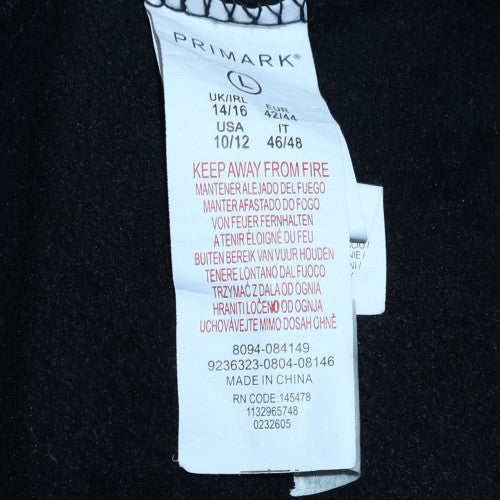 PRIMARK®
L
UK/IRL EUR
14/16 42/44
USA IT
10/12 46/48
KEEP AWAY FROM FIRE
MANTENER ALEJADO DEL FUEGO
MANTER AFASTADO DO FOGO
VON FEUER FERNHALTEN
A TENIR ÉLOIGNÉ DU FEU
BUITEN BEREIK VAN VUUR HOUDEN
TENERE LONTANO DAL FUOCO
TRZYMAĆ Z DALA OD OGNIA
HRANITI LOČENO OD OGNJA
UCHOVÁVEJTE MIMO DOSAH OHNĚ
8094-084149
9236323-0804-08146
MADE IN CHINA
RN CODE: 145478
1132965748
0232605